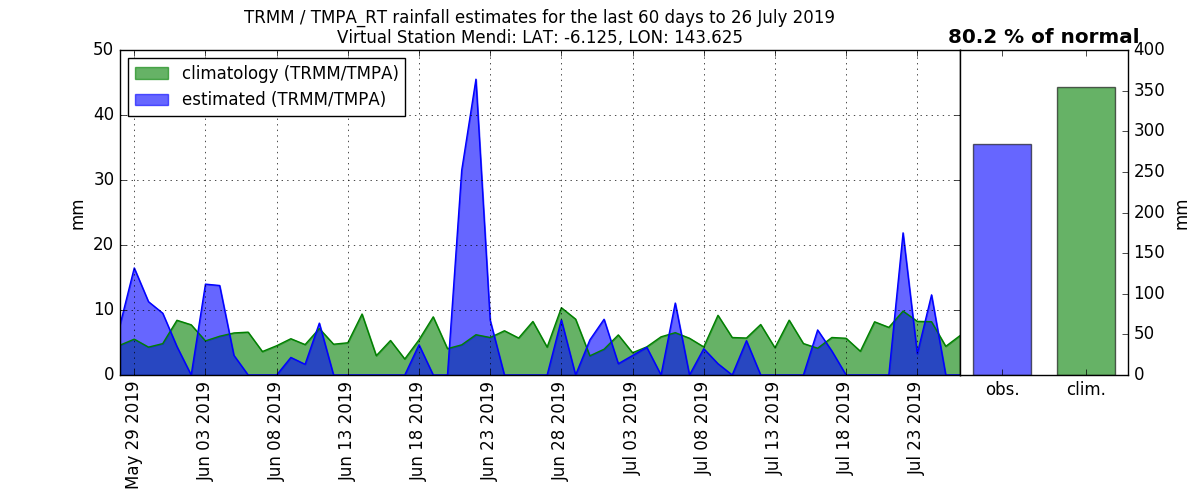 TRMM / TMPA_RT rainfall estimates for the last 60 days to 26 July 2019
Virtual Station Mendi: LAT: -6.125, LON: 143.625
80.2 % of normal
climatology (TRMM/TMPA)
estimated (TRMM/TMPA)
50
40
30
20
10
0
mm
May 29 2019
Jun 03 2019
Jun 08 2019
Jun 13 2019
Jun 18 2019
Jun 23 2019
Jun 28 2019
Jul 03 2019
Jul 08 2019
Jul 13 2019
Jul 18 2019
Jul 23 2019
obs.
clim.
400
350
300
250
200
150
100
50
0
mm